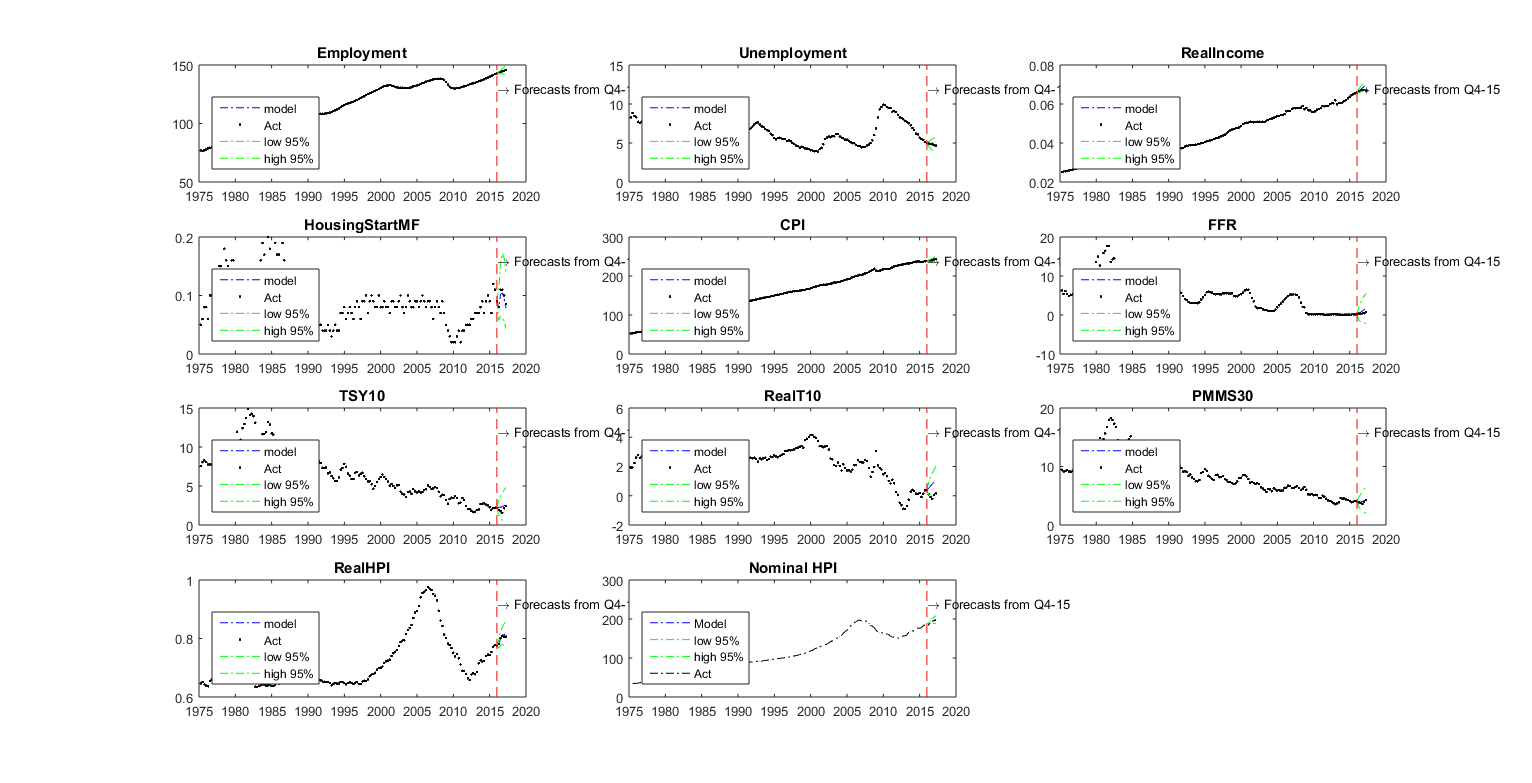 Employment
150
100
50
→ Forecasts from Q4-
model
Act
low 95%
high 95%
1975 1980 1985 1990 1995 2000 2005 2010 2015 2020
Unemployment
15
10
5
0
→ Forecasts from Q4-
model
Act
low 95%
high 95%
1975 1980 1985 1990 1995 2000 2005 2010 2015 2020
RealIncome
0.08
0.06
0.04
0.02
→ Forecasts from Q4-15
model
Act
low 95%
high 95%
1975 1980 1985 1990 1995 2000 2005 2010 2015 2020
HousingStartMF
0.2
0.1
0
→ Forecasts from Q4-
model
Act
low 95%
high 95%
1975 1980 1985 1990 1995 2000 2005 2010 2015 2020
CPI
300
200
100
0
→ Forecasts from Q4-
model
Act
low 95%
high 95%
1975 1980 1985 1990 1995 2000 2005 2010 2015 2020
FFR
20
10
0
-10
→ Forecasts from Q4-15
model
Act
low 95%
high 95%
1975 1980 1985 1990 1995 2000 2005 2010 2015 2020
TSY10
15
10
5
0
→ Forecasts from Q4-
model
Act
low 95%
high 95%
1975 1980 1985 1990 1995 2000 2005 2010 2015 2020
RealT10
6
4
2
0
-2
→ Forecasts from Q4-
model
Act
low 95%
high 95%
1975 1980 1985 1990 1995 2000 2005 2010 2015 2020
PMMS30
20
10
0
→ Forecasts from Q4-15
model
Act
low 95%
high 95%
1975 1980 1985 1990 1995 2000 2005 2010 2015 2020
RealHPI
1
0.8
0.6
→ Forecasts from Q4-
model
Act
low 95%
high 95%
1975 1980 1985 1990 1995 2000 2005 2010 2015 2020
Nominal HPI
300
200
100
0
→ Forecasts from Q4-15
Model
low 95%
high 95%
Act
1975 1980 1985 1990 1995 2000 2005 2010 2015 2020